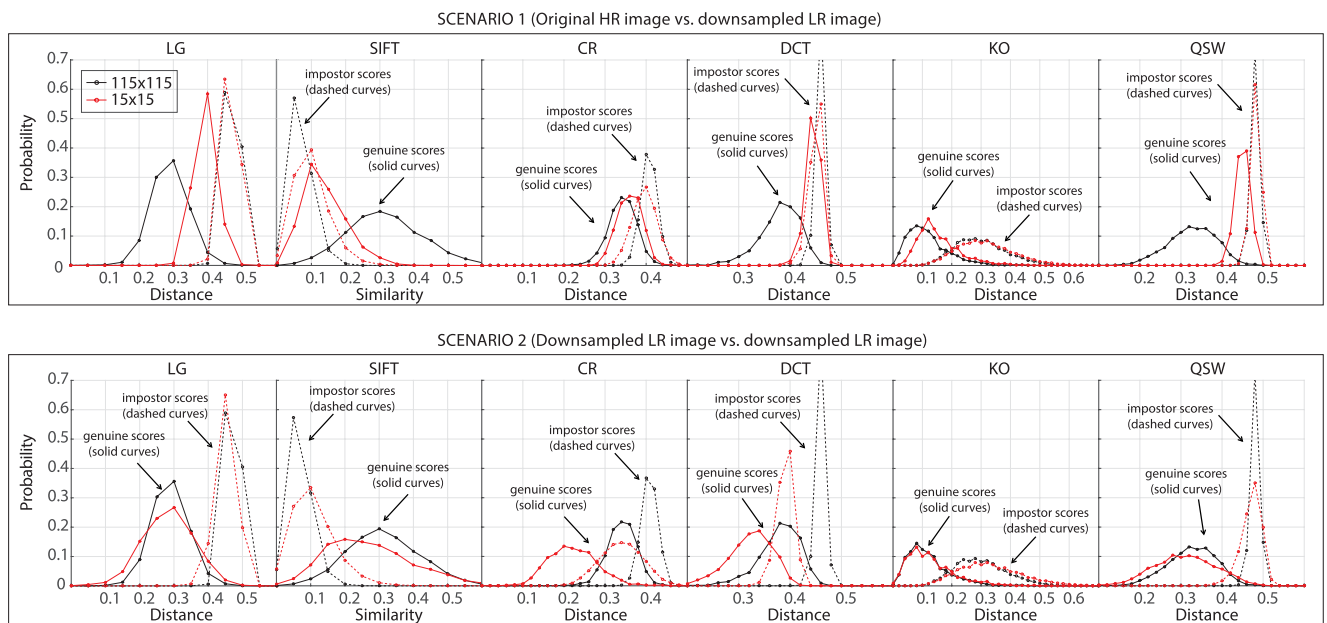 SCENARIO 1 (Original HR image vs. downsampled LR image)
LG SIFT CR DCT KO QSW
0.7
0.6
0.5
0.4
0.3
0.2
0.1
0
Probability
115x115
15x15
impostor scores
(dashed curves)
genuine scores
(solid curves)
impostor scores
(dashed curves)
genuine scores
(solid curves)
impostor scores
(dashed curves)
genuine scores
(solid curves)
genuine scores
(solid curves)
impostor scores
(dashed curves)
impostor scores
(dashed curves)
genuine scores
(solid curves)
0.1 0.2 0.3 0.4 0.5 0.1 0.2 0.3 0.4 0.5 0.2 0.3 0.4 0.3 0.4 0.5 0.1 0.2 0.3 0.4 0.5 0.6 0.1 0.2 0.3 0.4 0.5
Distance Similarity Distance Distance Distance Distance
SCENARIO 2 (Downsampled LR image vs. downsampled LR image)
LG SIFT CR DCT KO QSW
0.7
0.6
0.5
0.4
0.3
0.2
0.1
0
Probability
impostor scores
(dashed curves)
genuine scores
(solid curves)
impostor scores
(dashed curves)
genuine scores
(solid curves)
impostor scores
(dashed curves)
genuine scores
(solid curves)
impostor scores
(dashed curves)
genuine scores
(solid curves)
genuine scores
(solid curves)
impostor scores
(dashed curves)
impostor scores
(dashed curves)
genuine scores
(solid curves)
0.1 0.2 0.3 0.4 0.5 0.1 0.2 0.3 0.4 0.5 0.2 0.3 0.4 0.3 0.4 0.5 0.1 0.2 0.3 0.4 0.5 0.6 0.1 0.2 0.3 0.4 0.5
Distance Similarity Distance Distance Distance Distance